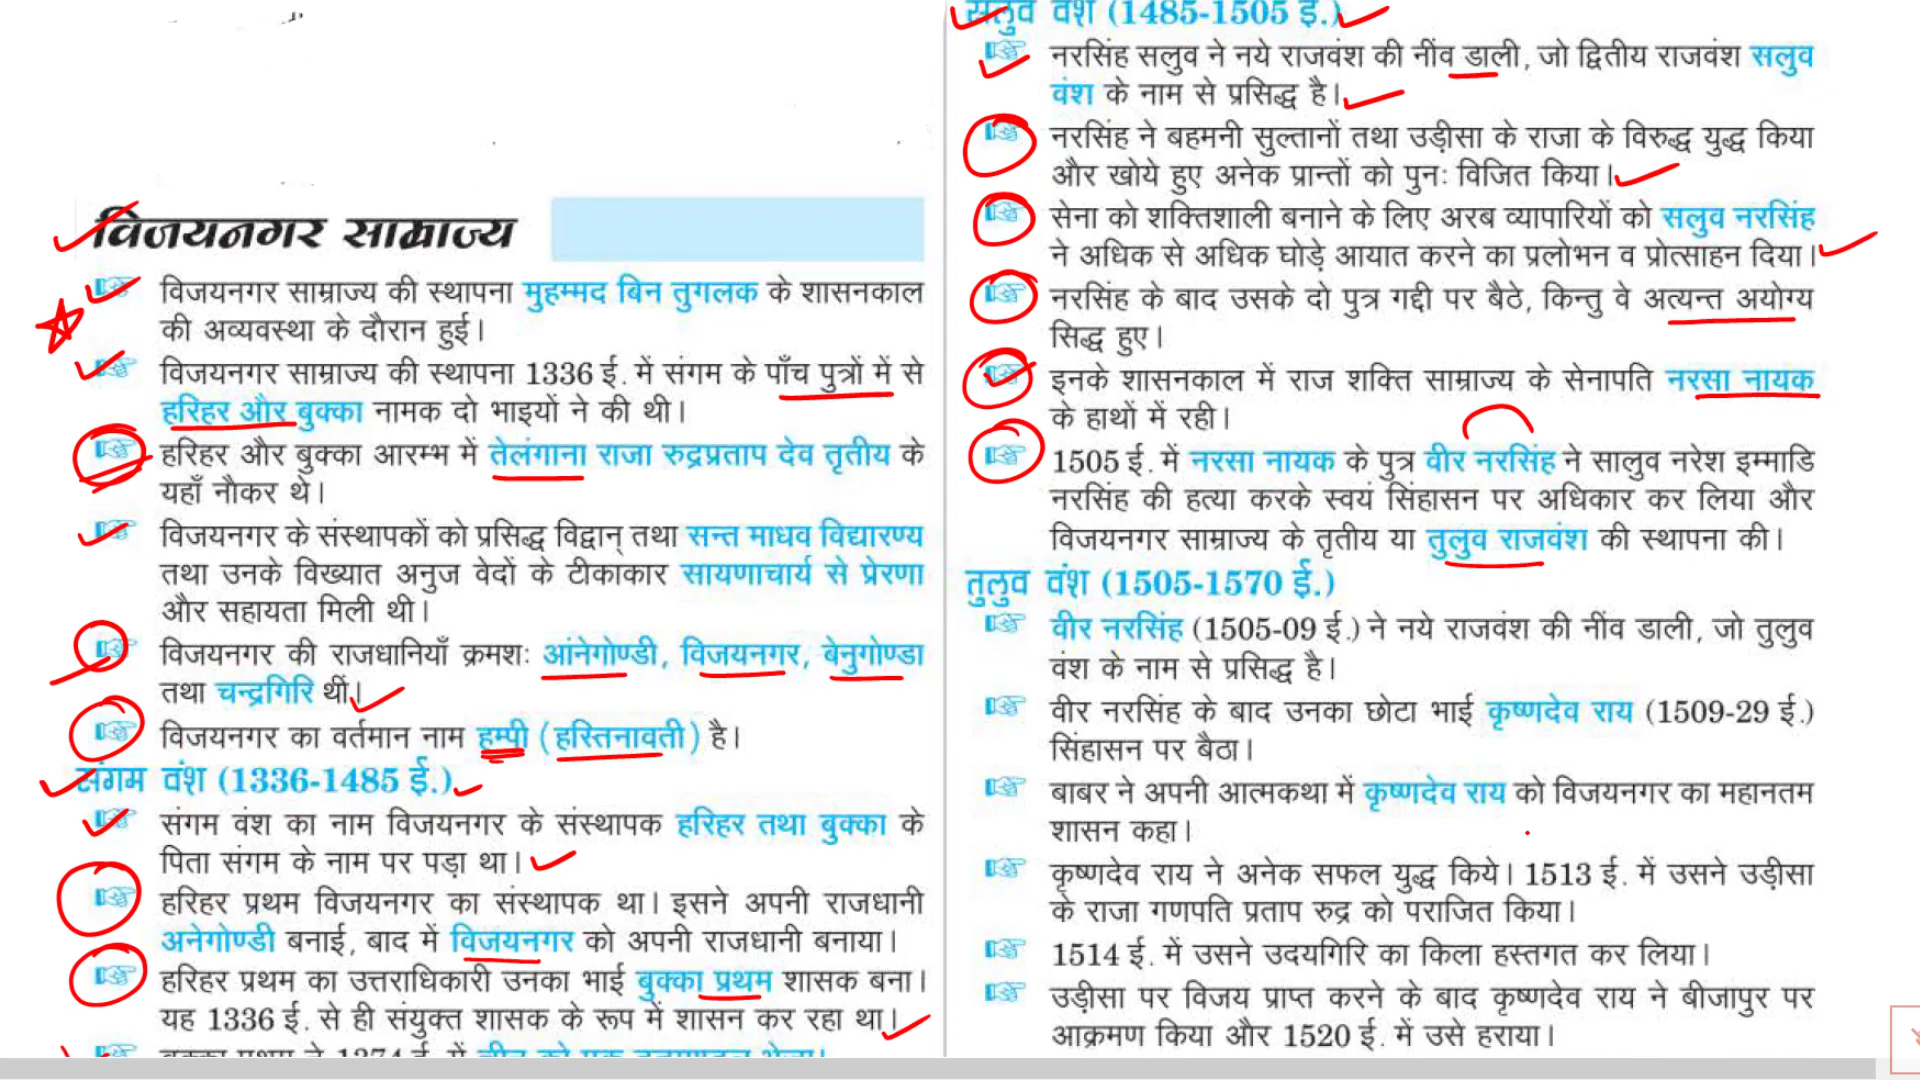 विजयनगर साम्राज्य
विजयनगर साम्राज्य की स्थापना मुहम्मद बिन तुगलक के शासनकाल
की अव्यवस्था के दौरान हुई।
विजयनगर साम्राज्य की स्थापना 1336 ई. में संगम के पाँच पुत्रों में से
हरिहर और बुक्का नामक दो भाइयों ने की थी।
हरिहर और बुक्का आरम्भ में तेलंगाना राजा रुद्रप्रताप देव तृतीय के
यहाँ नौकर थे।
विजयनगर के संस्थापकों को प्रसिद्ध विद्वान् तथा सन्त माधव विद्यारण्य
तथा उनके विख्यात अनुज वेदों के टीकाकार सायणाचार्य से प्रेरणा
और सहायता मिली थी।
विजयनगर की राजधानियाँ क्रमशः आंनेगोण्डी, विजयनगर, बेनुगोण्डा
तथा चन्द्रगिरि थीं।
विजयनगर का वर्तमान नाम हम्पी (हस्तिनावती) है।
संगम वंश (1336-1485 ई.)
संगम वंश का नाम विजयनगर के संस्थापक हरिहर तथा बुक्का के
पिता संगम के नाम पर पड़ा था।
हरिहर प्रथम विजयनगर का संस्थापक था। इसने अपनी राजधानी
अनेगोण्डी बनाई, बाद में विजयनगर को अपनी राजधानी बनाया।
हरिहर प्रथम का उत्तराधिकारी उनका भाई बुक्का प्रथम शासक बना।
यह 1336 ई. से ही संयुक्त शासक के रूप में शासन कर रहा था।
सलुव वंश (1485-1505 ई.)
नरसिंह सलुव ने नये राजवंश की नींव डाली, जो द्वितीय राजवंश सलुव
वंश के नाम से प्रसिद्ध है।
नरसिंह ने बहमनी सुल्तानों तथा उड़ीसा के राजा के विरुद्ध युद्ध किया
और खोये हुए अनेक प्रान्तों को पुनः विजित किया।
सेना को शक्तिशाली बनाने के लिए अरब व्यापारियों को सलुव नरसिंह
ने अधिक से अधिक घोड़े आयात करने का प्रलोभन व प्रोत्साहन दिया।
नरसिंह के बाद उसके दो पुत्र गद्दी पर बैठे, किन्तु वे अत्यन्त अयोग्य
सिद्ध हुए।
इनके शासनकाल में राज शक्ति साम्राज्य के सेनापति नरसा नायक
के हाथों में रही।
1505 ई. में नरसा नायक के पुत्र वीर नरसिंह ने सालुव नरेश इम्माडि
नरसिंह की हत्या करके स्वयं सिंहासन पर अधिकार कर लिया और
विजयनगर साम्राज्य के तृतीय या तुलुव राजवंश की स्थापना की।
तुलुव वंश (1505-1570 ई.)
वीर नरसिंह (1505-09 ई.) ने नये राजवंश की नींव डाली, जो तुलुव
वंश के नाम से प्रसिद्ध है।
वीर नरसिंह के बाद उनका छोटा भाई कृष्णदेव राय (1509-29 ई.)
सिंहासन पर बैठा।
बाबर ने अपनी आत्मकथा में कृष्णदेव राय को विजयनगर का महानतम
शासन कहा।
कृष्णदेव राय ने अनेक सफल युद्ध किये। 1513 ई. में उसने उड़ीसा
के राजा गणपति प्रताप रुद्र को पराजित किया।
1514 ई. में उसने उदयगिरि का किला हस्तगत कर लिया।
उड़ीसा पर विजय प्राप्त करने के बाद कृष्णदेव राय ने बीजापुर पर
आक्रमण किया और 1520 ई. में उसे हराया।